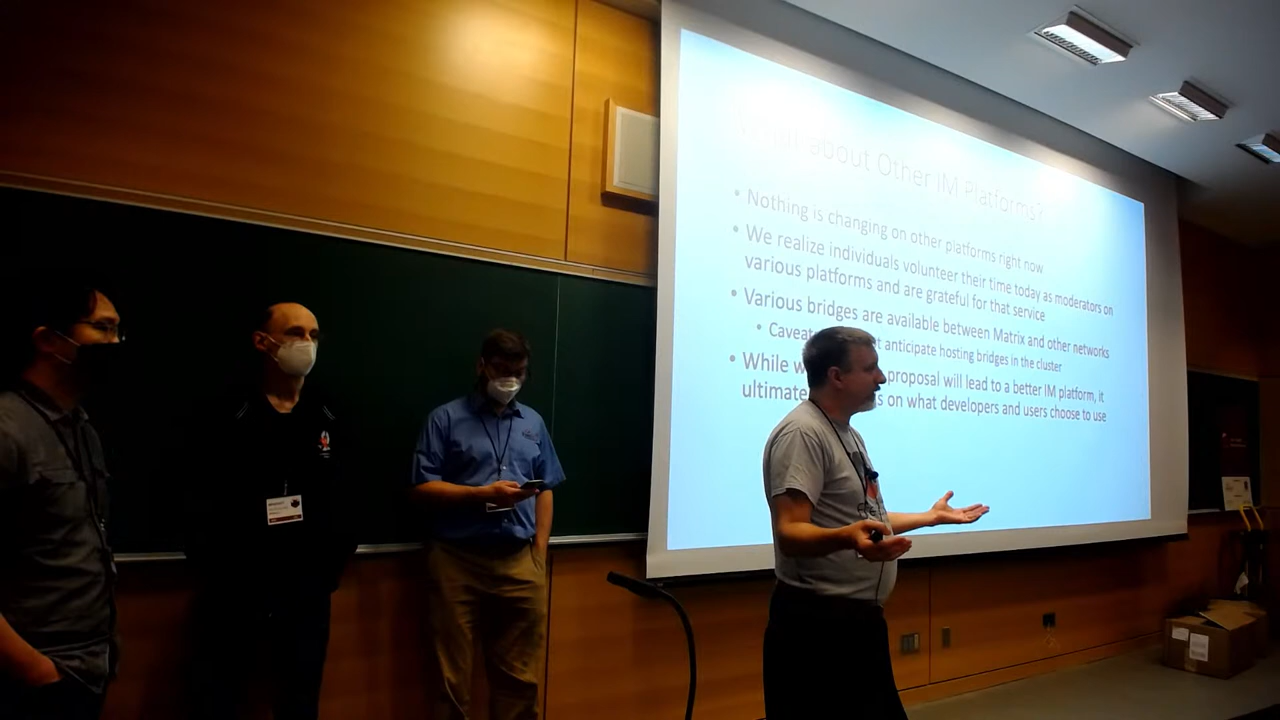 What about Other IM Platforms?
• Nothing is changing on other platforms right now
• We realize individuals volunteer their time today as moderators on
various platforms and are grateful for that service
• Various bridges are available between Matrix and other networks
• Caveat anticipate hosting bridges in the cluster
• While proposal will lead to a better IM platform, it
ultimate on what developers and users choose to use